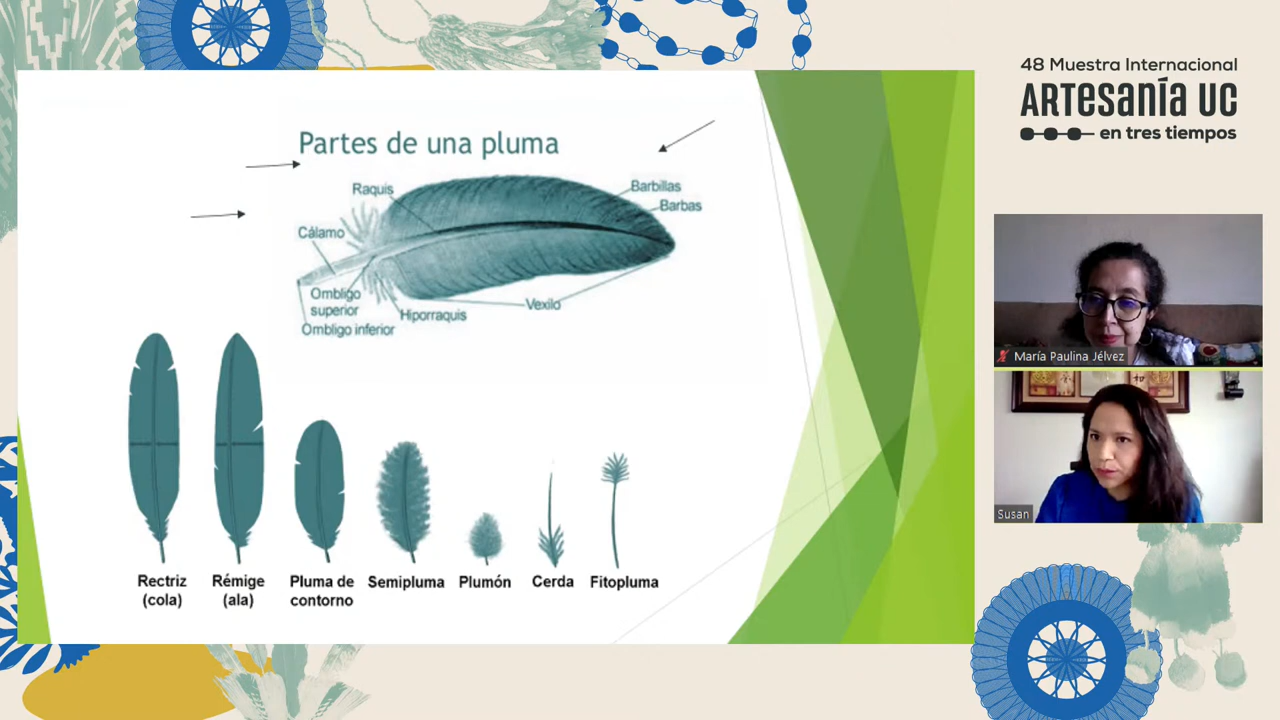 48 Muestra Internacional
ARTESANÍA UC
en tres tiempos
Partes de una pluma
Raquis
Barbillas
Barbas
Cálamo
Ombligo
superior
Ombligo inferior
Hiporraquis
Vexilo
Rectriz
(cola)
Rémige
(ala)
Pluma de
contorno
Semipluma
Plumón
Cerda
Fitopluma
María Paulina Jélvez
Susan